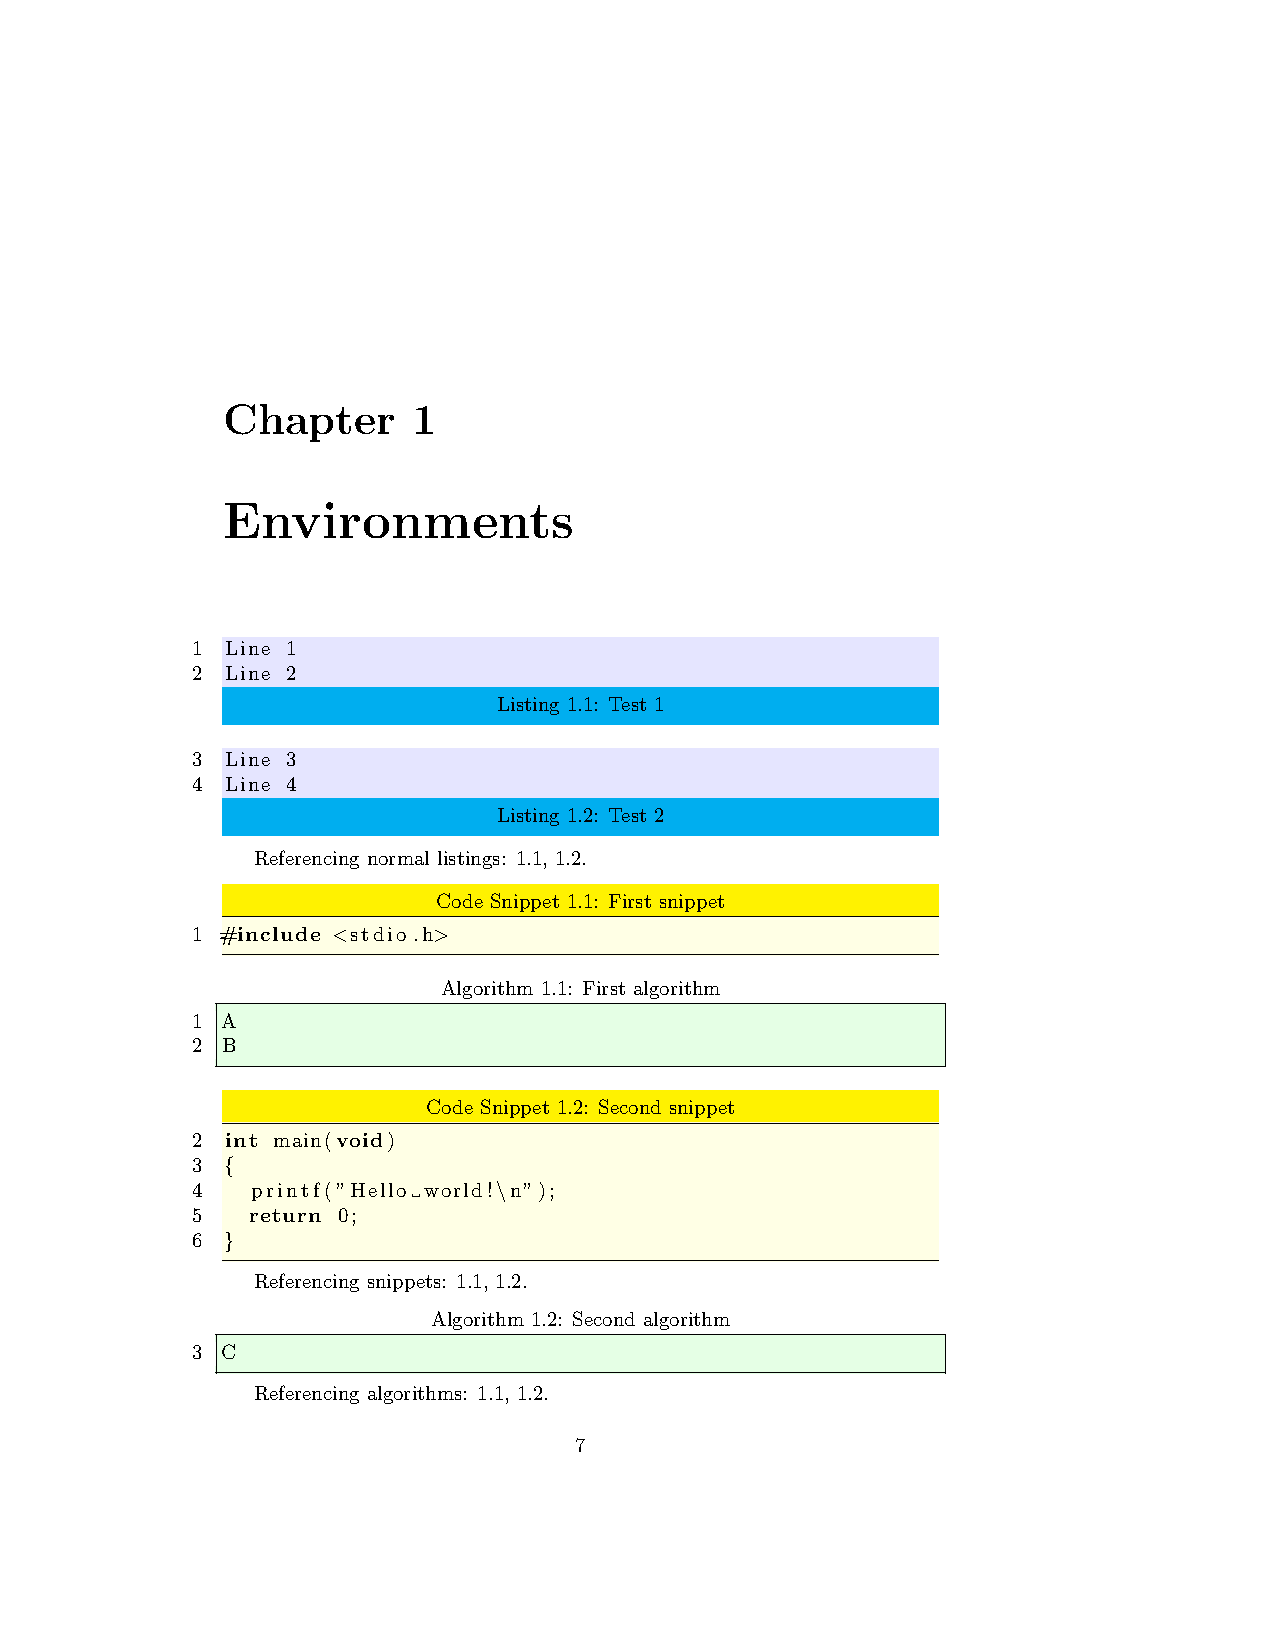 Chapter 1
Environments
1 Line 1
2 Line 2
Listing 1.1: Test 1
3 Line 3
4 Line 4
Listing 1.2: Test 2
Referencing normal listings: 1.1, 1.2.
Code Snippet 1.1: First snippet
1 #include <stdio.h>
Algorithm 1.1: First algorithm
1 A
2 B
Code Snippet 1.2: Second snippet
2 int main(void)
3 {
4 printf("Hello␣world!\n");
5 return 0;
6 }
Referencing snippets: 1.1, 1.2.
Algorithm 1.2: Second algorithm
3 C
Referencing algorithms: 1.1, 1.2.
7